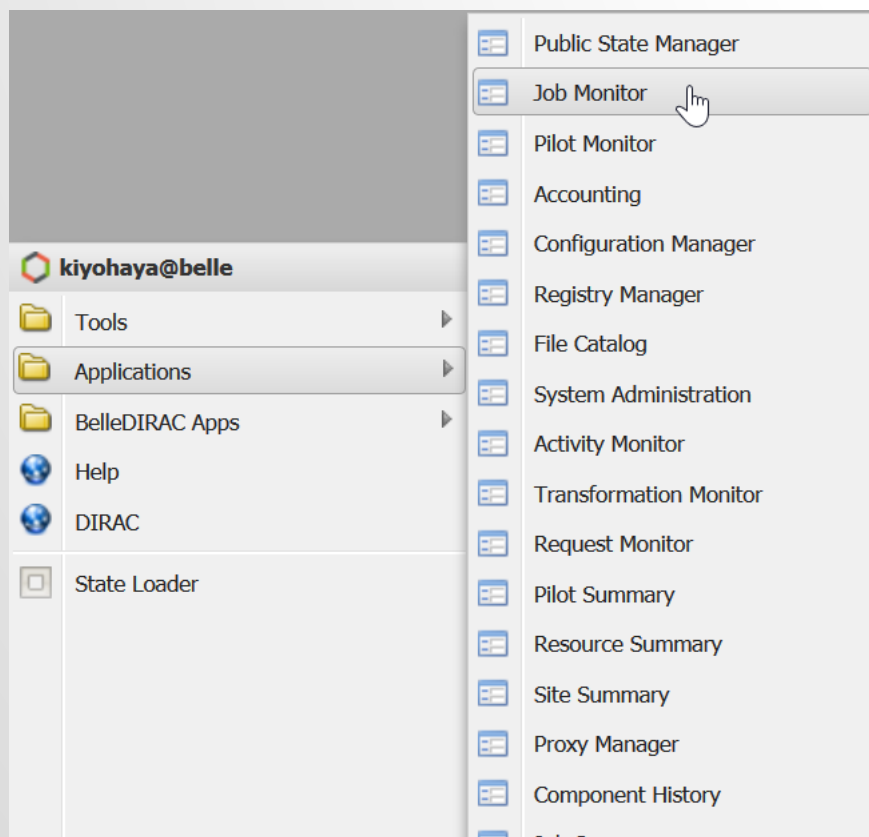 kiyohaya@belle
Tools
Applications
BelleDIRAC Apps
Help
DIRAC
State Loader
Public State Manager
Job Monitor
Pilot Monitor
Accounting
Configuration Manager
Registry Manager
File Catalog
System Administration
Activity Monitor
Transformation Monitor
Request Monitor
Pilot Summary
Resource Summary
Site Summary
Proxy Manager
Component History